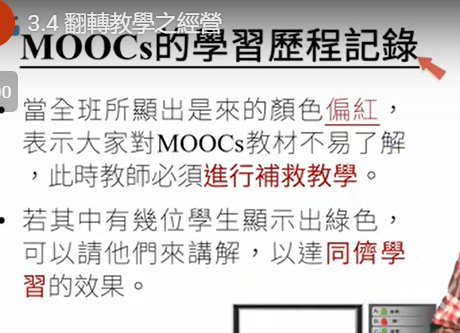 3.4 翻轉教學之經營
MOOCs的學習歷程記錄
當全班所顯出是來的顏色偏紅，
表示大家對MOOCs教材不易了解
，此時教師必須進行補救教學。
若其中有幾位學生顯示出綠色，
可以請他們來講解，以達同儕學
習的效果。